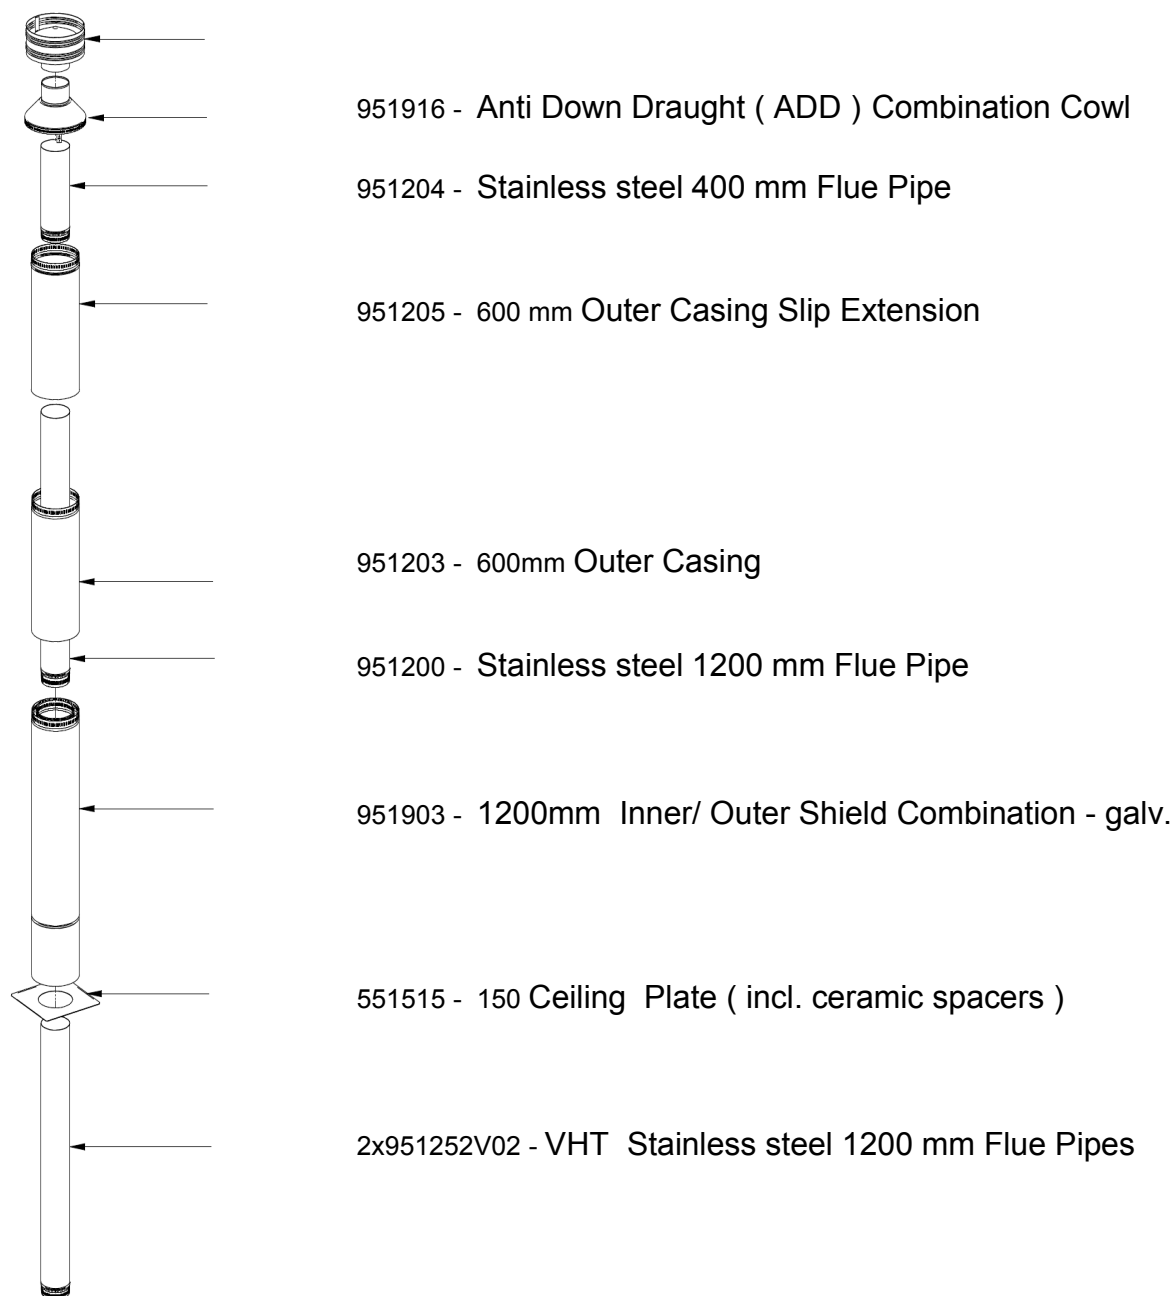 951916 - Anti Down Draught ( ADD ) Combination Cowl
951204 - Stainless steel 400 mm Flue Pipe
951205 - 600 mm Outer Casing Slip Extension
951203 - 600mm Outer Casing
951200 - Stainless steel 1200 mm Flue Pipe
951903 - 1200mm Inner/ Outer Shield Combination - galv.
551515 - 150 Ceiling Plate ( incl. ceramic spacers )
2x951252V02 - VHT Stainless steel 1200 mm Flue Pipes